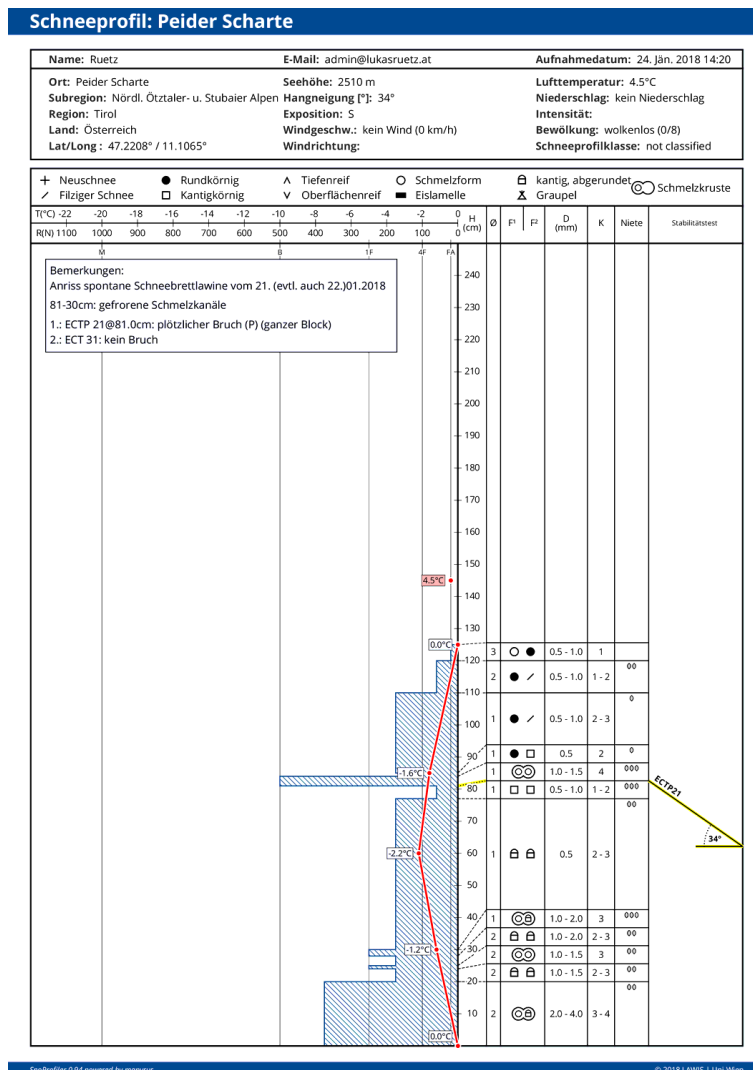 Schneeprofil: Peider Scharte
Name: Ruetz E-Mail: admin@lukasruetz.at Aufnahmedatum: 24. Jän. 2018 14:20
Ort: Peider Scharte Seehöhe: 2510 m Lufttemperatur: 4.5°C
Subregion: Nördl. Ötztaler- u. Stubaier Alpen Hangneigung [°]: 34° Niederschlag: kein Niederschlag
Region: Tirol Exposition: S Intensität:
Land: Österreich Windgeschw.: kein Wind (0 km/h) Bewölkung: wolkenlos (0/8)
Lat/Long : 47.2208° / 11.1065° Windrichtung: Schneeprofilklasse: not classified
Neuschnee Rundkörnig Tiefenreif Schmelzform kantig, abgerundet Schmelzkruste
Filziger Schnee Kantigkörnig Oberflächenreif Eislamelle Graupel
T(°C) -22 -20 -18 -16 -14 -12 -10 -8 -6 -4 -2 0 H (cm) Ø F¹ F² D (mm) K Niete Stabilitätstest
R(N) 1100 1000 900 800 700 600 500 400 300 200 100 0
M B 1F 4F FA
Bemerkungen:
Anriss spontane Schneebrettlawine vom 21. (evtl. auch 22.)01.2018
81-30cm: gefrorene Schmelzkanäle
1.: ECTP 21@81.0cm: plötzlicher Bruch (P) (ganzer Block)
2.: ECT 31: kein Bruch
240
230
220
210
200
190
180
170
160
150
4.5°C
140
130
0.0°C
3 0.5 - 1.0 1
120
2 0.5 - 1.0 1 - 2 00
110
1 0.5 - 1.0 2 - 3 0
100
90
1 0.5 2 0
-1.6°C
1 1.0 - 1.5 4 000
80
1 0.5 - 1.0 1 - 2 000
ECTP21
34°
70
1 0.5 2 - 3 00
60
-2.2°C
50
40
1 1.0 - 2.0 3 000
2 1.0 - 2.0 2 - 3 00
30
-1.2°C
2 1.0 - 1.5 3 00
2 1.0 - 1.5 2 - 3 00
20
2 2.0 - 4.0 3 - 4 00
10
0.0°C